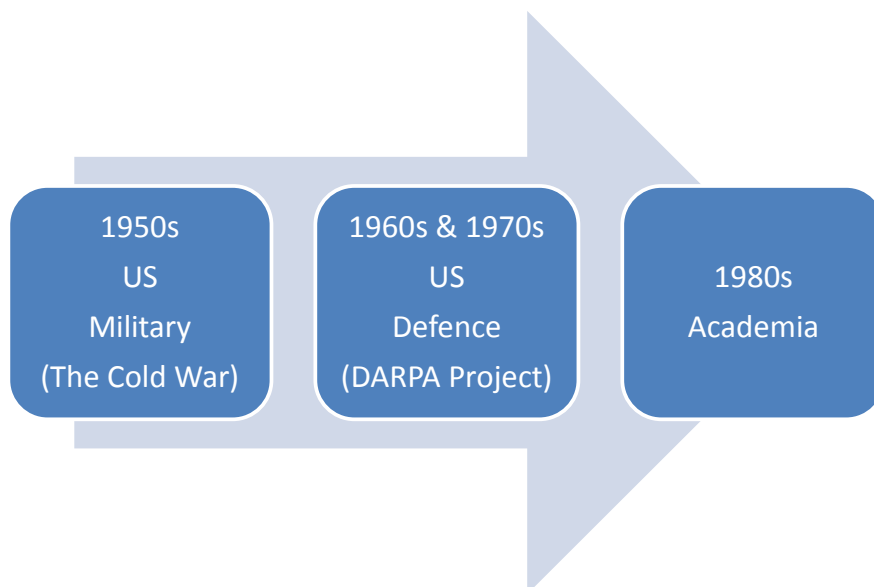 1950s
US
Military
(The Cold War)
1960s & 1970s
US
Defence
(DARPA Project)
1980s
Academia